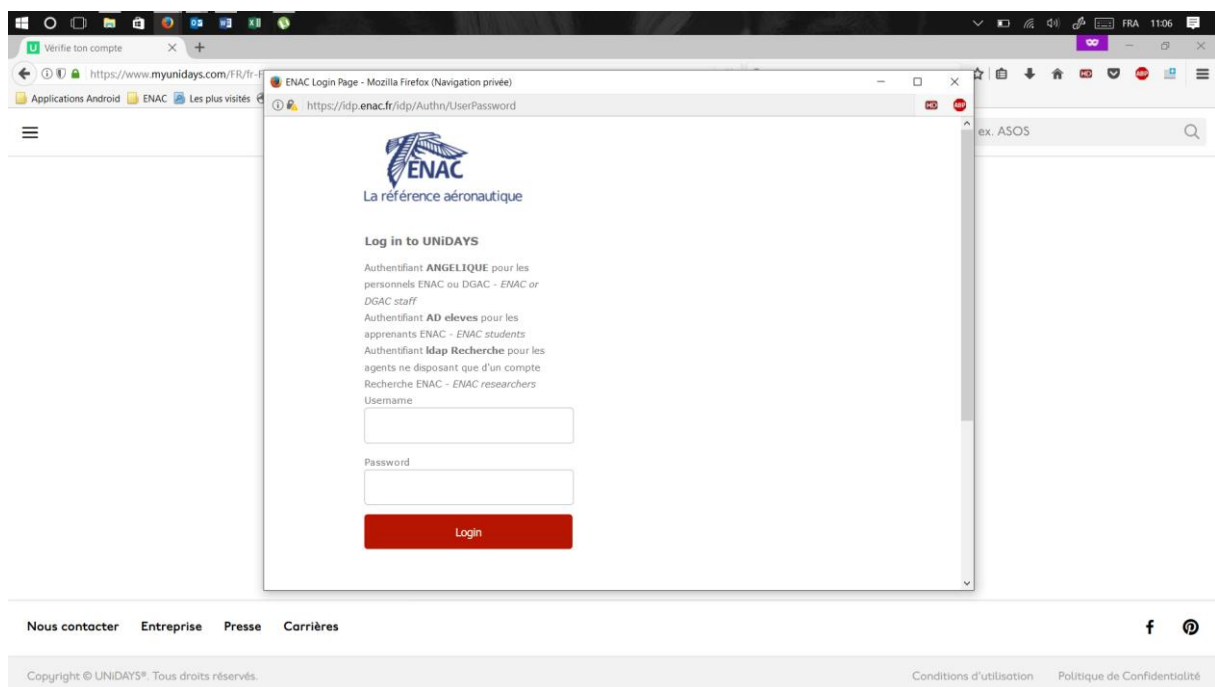 FRA 11:06
Vérifie ton compte
https://www.myunidays.com/FR/fr-F
Applications Android ENAC Les plus visités
ENAC Login Page - Mozilla Firefox (Navigation privée)
https://idp.enac.fr/idp/Authn/UserPassword
HD ABP
HD ABP
ex. ASOS
ENAC
La référence aéronautique
Log in to UNiDAYS
Authentifiant ANGELIQUE pour les
personnels ENAC ou DGAC - ENAC or
DGAC staff
Authentifiant AD eleves pour les
apprenants ENAC - ENAC students
Authentifiant ldap Recherche pour les
agents ne disposant que d'un compte
Recherche ENAC - ENAC researchers
Username
Password
Login
Nous contacter Entreprise Presse Carrières
Copyright © UNiDAYS®. Tous droits réservés. Conditions d'utilisation Politique de Confidentialité